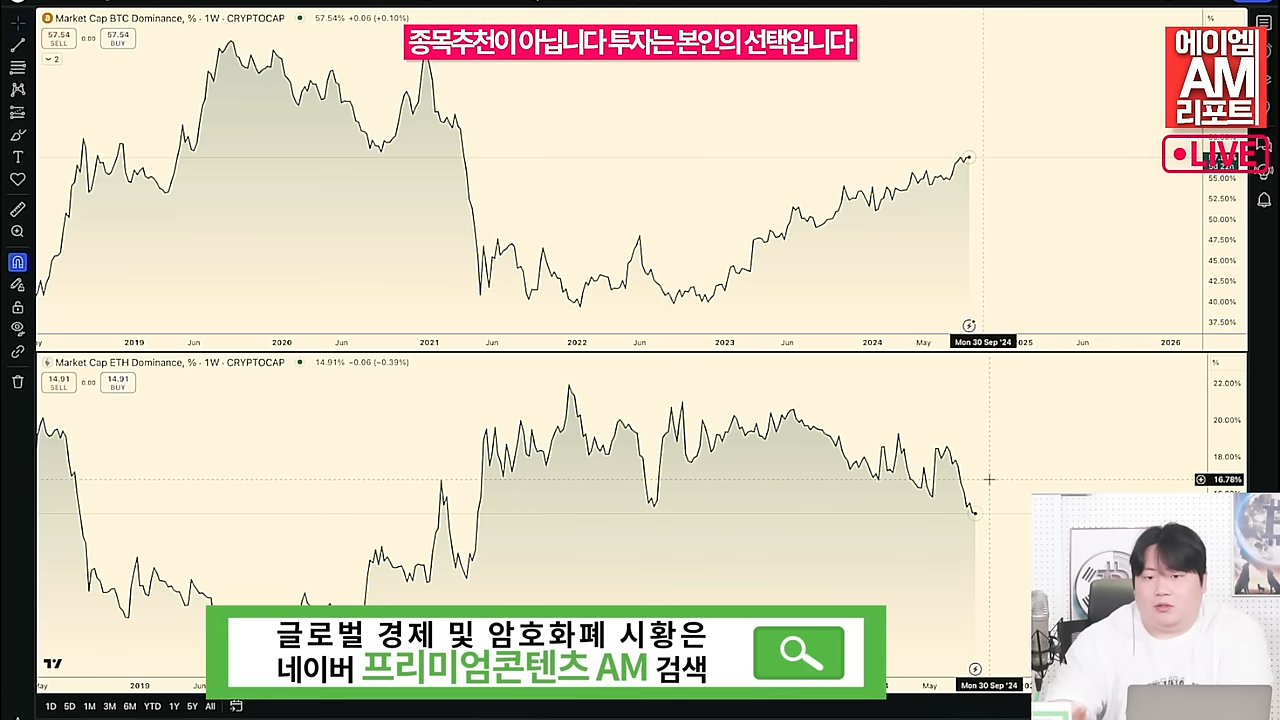 Market Cap BTC Dominance, % · 1W · CRYPTOCAP 57.54% +0.06 (+0.10%)
57.54 SELL 0.00 57.54 BUY
2
종목추천이 아닙니다 투자는 본인의 선택입니다
에이엠
AM
리포트
LIVE
%
55.00%
52.50%
50.00%
47.50%
45.00%
42.50%
40.00%
37.50%
2019 Jun 2020 Jun 2021 Jun 2022 Jun 2023 Jun 2024 May Mon 30 Sep '24 025 Jun 2026
Market Cap ETH Dominance, % · 1W · CRYPTOCAP 14.91% −0.06 (−0.39%)
14.91 SELL 0.00 14.91 BUY
%
22.00%
20.00%
18.00%
16.78%
글로벌 경제 및 암호화폐 시황은
네이버 프리미엄콘텐츠 AM 검색
May 2019 Jun May Mon 30 Sep '24
1D 5D 1M 3M 6M YTD 1Y 5Y All